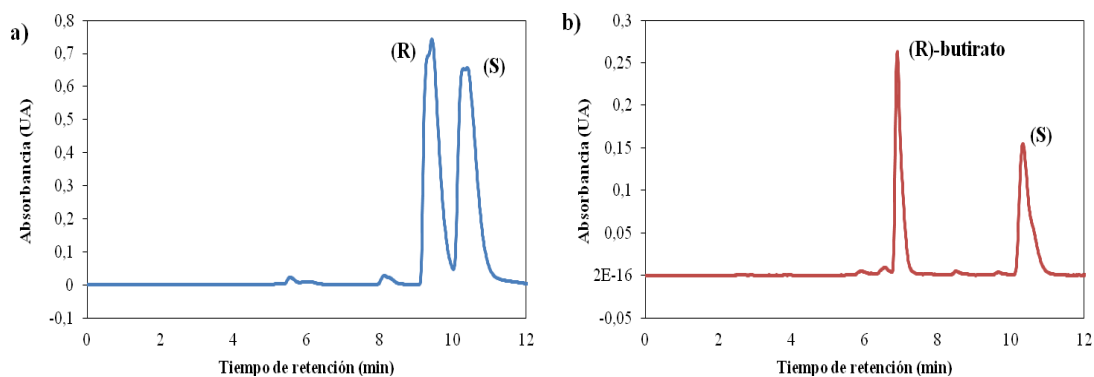 a)
0,8
0,7
0,6
0,5
0,4
0,3
0,2
0,1
0
-0,1
Absorbancia (UA)
(R)
(S)
0 2 4 6 8 10 12
Tiempo de retención (min)
b)
0,3
0,25
0,2
0,15
0,1
0,05
2E-16
-0,05
Absorbancia (UA)
(R)-butirato
(S)
0 2 4 6 8 10 12
Tiempo de retención (min)